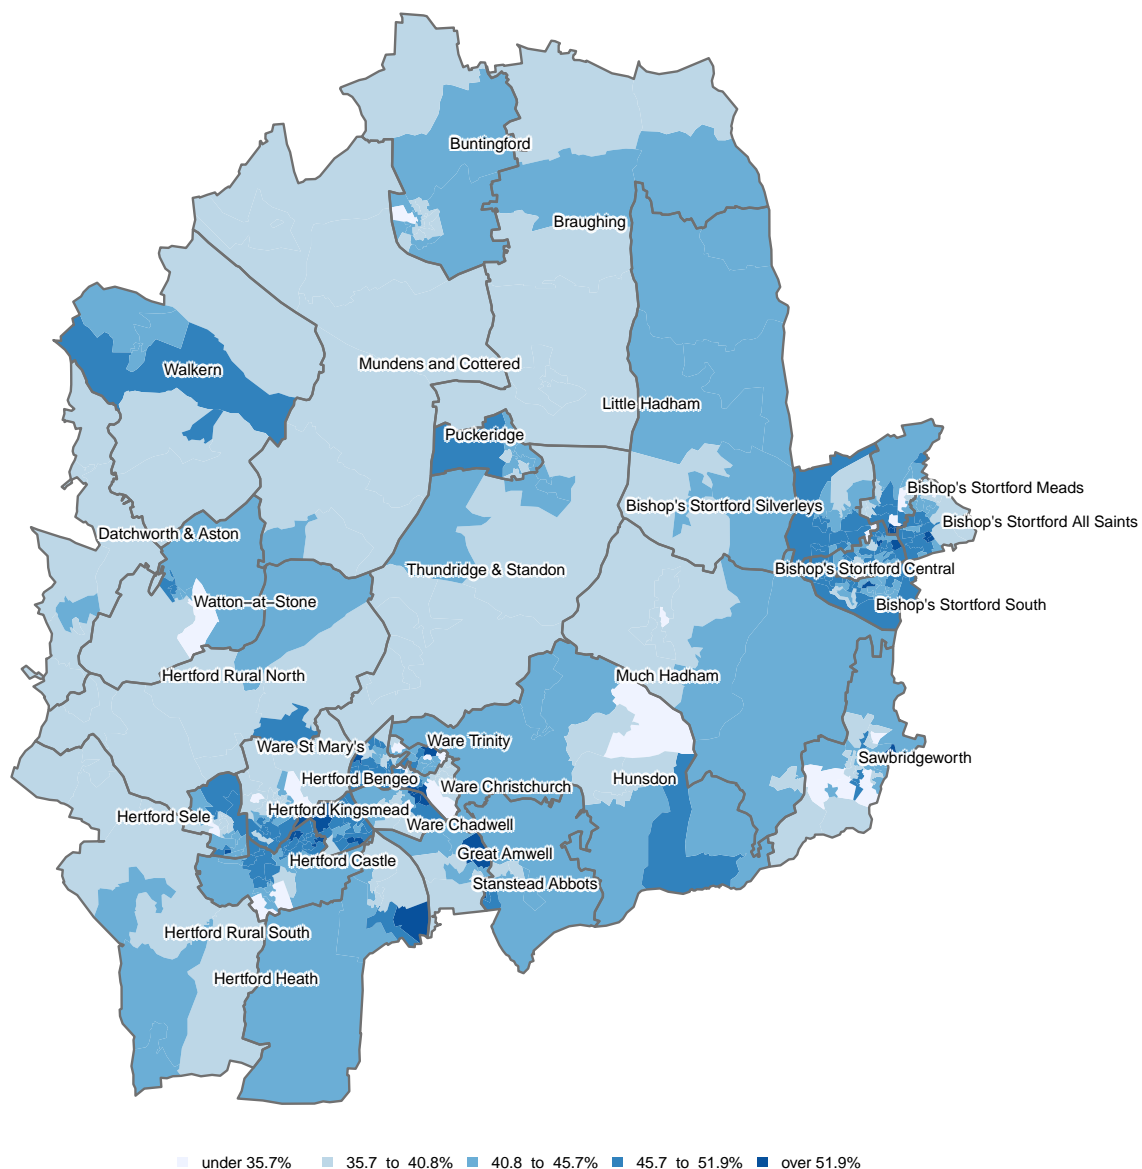 Buntingford
Braughing
Mundens and Cottered
Walkern
Little Hadham
Puckeridge
Bishop's Stortford Meads
Bishop's Stortford Silverleys
Bishop's Stortford All Saints
Datchworth & Aston
Thundridge & Standon
Bishop's Stortford Central
Watton−at−Stone
Bishop's Stortford South
Hertford Rural North
Much Hadham
Ware Trinity
Ware St Mary's
Sawbridgeworth
Hertford Bengeo
Hunsdon
Ware Christchurch
Hertford Kingsmead
Hertford Sele
Ware Chadwell
Great Amwell
Hertford Castle
Stanstead Abbots
Hertford Rural South
Hertford Heath
under 35.7% 35.7 to 40.8% 40.8 to 45.7% 45.7 to 51.9% over 51.9%